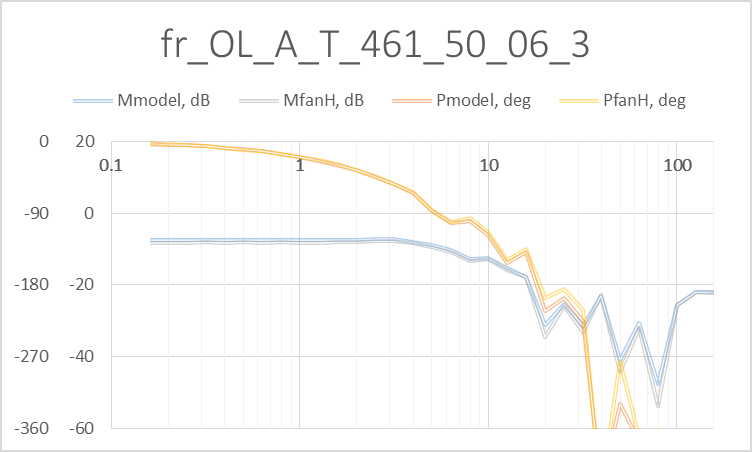 fr_OL_A_T_461_50_06_3
Mmodel, dB MfanH, dB Pmodel, deg PfanH, deg
0 20
0.1 1 10 100
-90 0
-180 -20
-270 -40
-360 -60